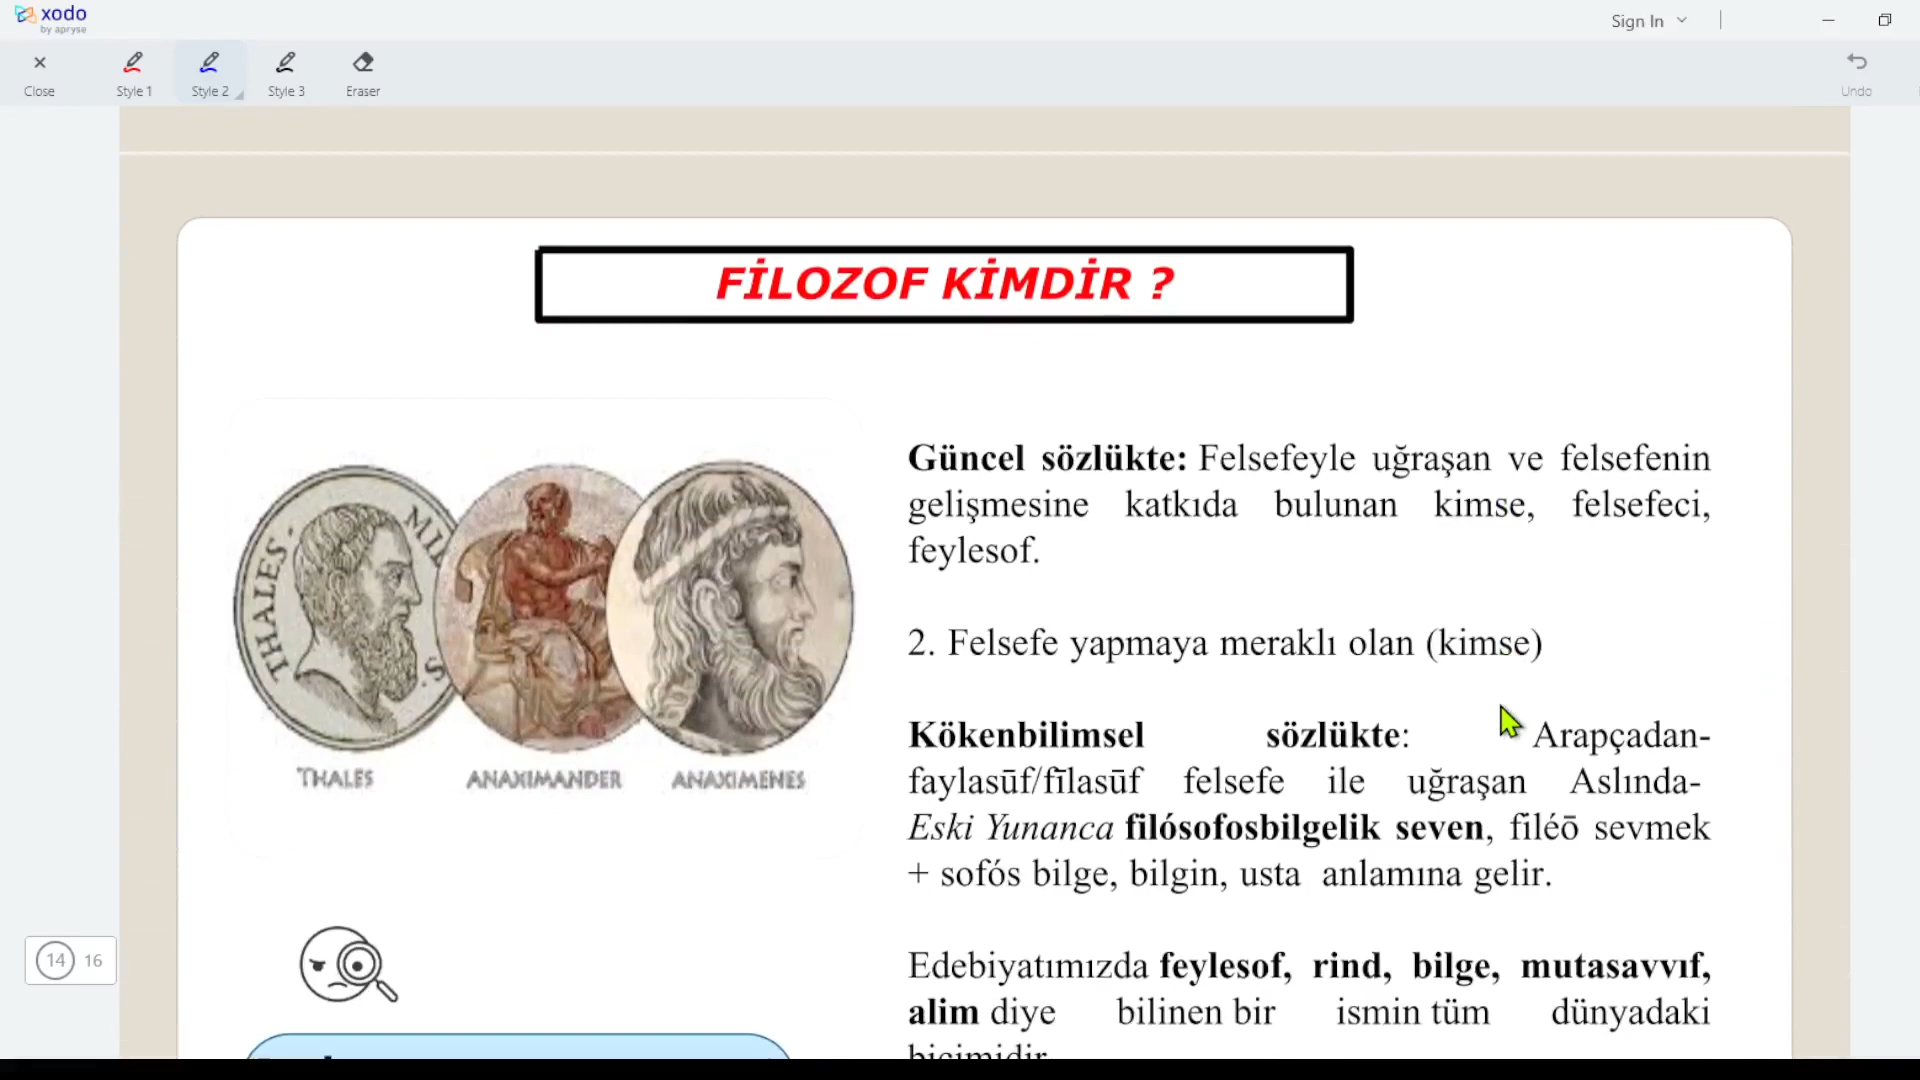 xodo
by apryse
Sign In
Close
Style 1
Style 2
Style 3
Eraser
Undo
FİLOZOF KİMDİR ?
THALES.
MIL
S.
THALES
ANAXIMANDER
ANAXIMENES
Güncel sözlükte: Felsefeyle uğraşan ve felsefenin
gelişmesine katkıda bulunan kimse, felsefeci,
feylesof.
2. Felsefe yapmaya meraklı olan (kimse)
Kökenbilimsel sözlükte: Arapçadan-
faylasūf/fīlasūf felsefe ile uğraşan Aslında-
Eski Yunanca filósofosbilgelik seven, filéō sevmek
+ sofós bilge, bilgin, usta anlamına gelir.
Edebiyatımızda feylesof, rind, bilge, mutasavvıf,
alim diye bilinen bir ismin tüm dünyadaki
biçimidir.
14 16